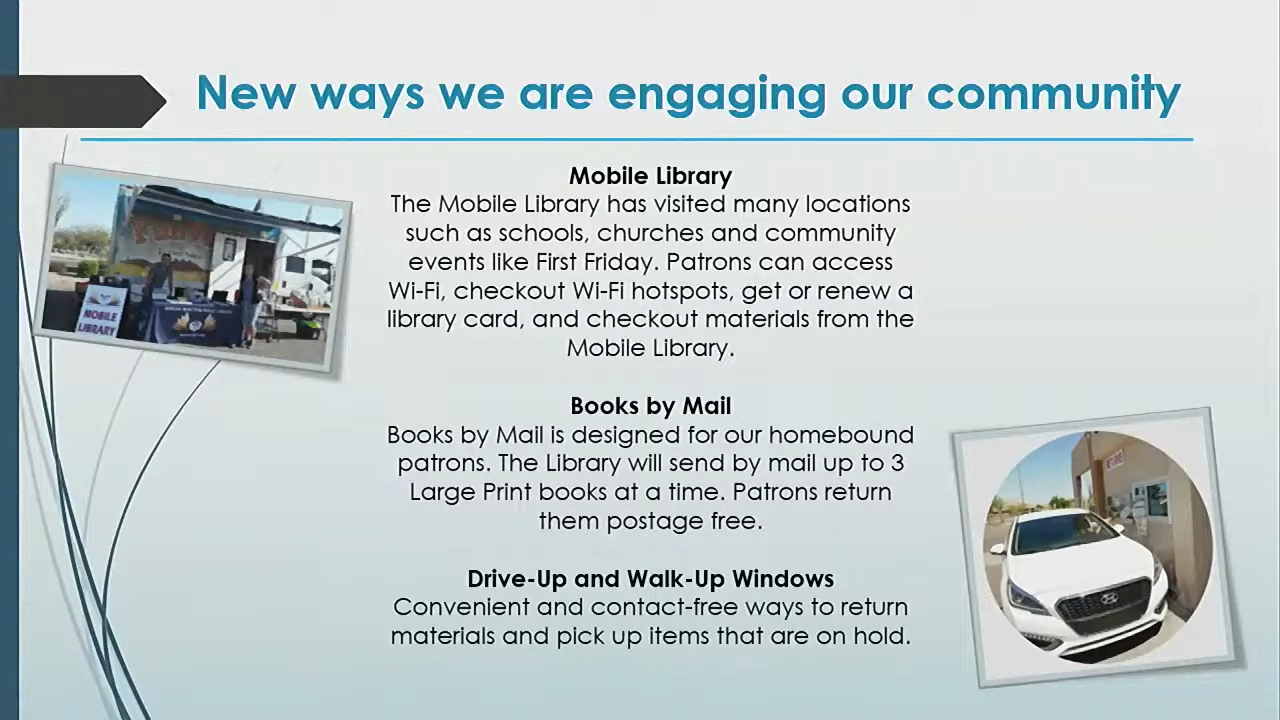 New ways we are engaging our community
Mobile Library
The Mobile Library has visited many locations
such as schools, churches and community
events like First Friday. Patrons can access
Wi-Fi, checkout Wi-Fi hotspots, get or renew a
library card, and checkout materials from the
Mobile Library.
MOBILE
LIBRARY
Books by Mail
Books by Mail is designed for our homebound
patrons. The Library will send by mail up to 3
Large Print books at a time. Patrons return
them postage free.
Drive-Up and Walk-Up Windows
Convenient and contact-free ways to return
materials and pick up items that are on hold.